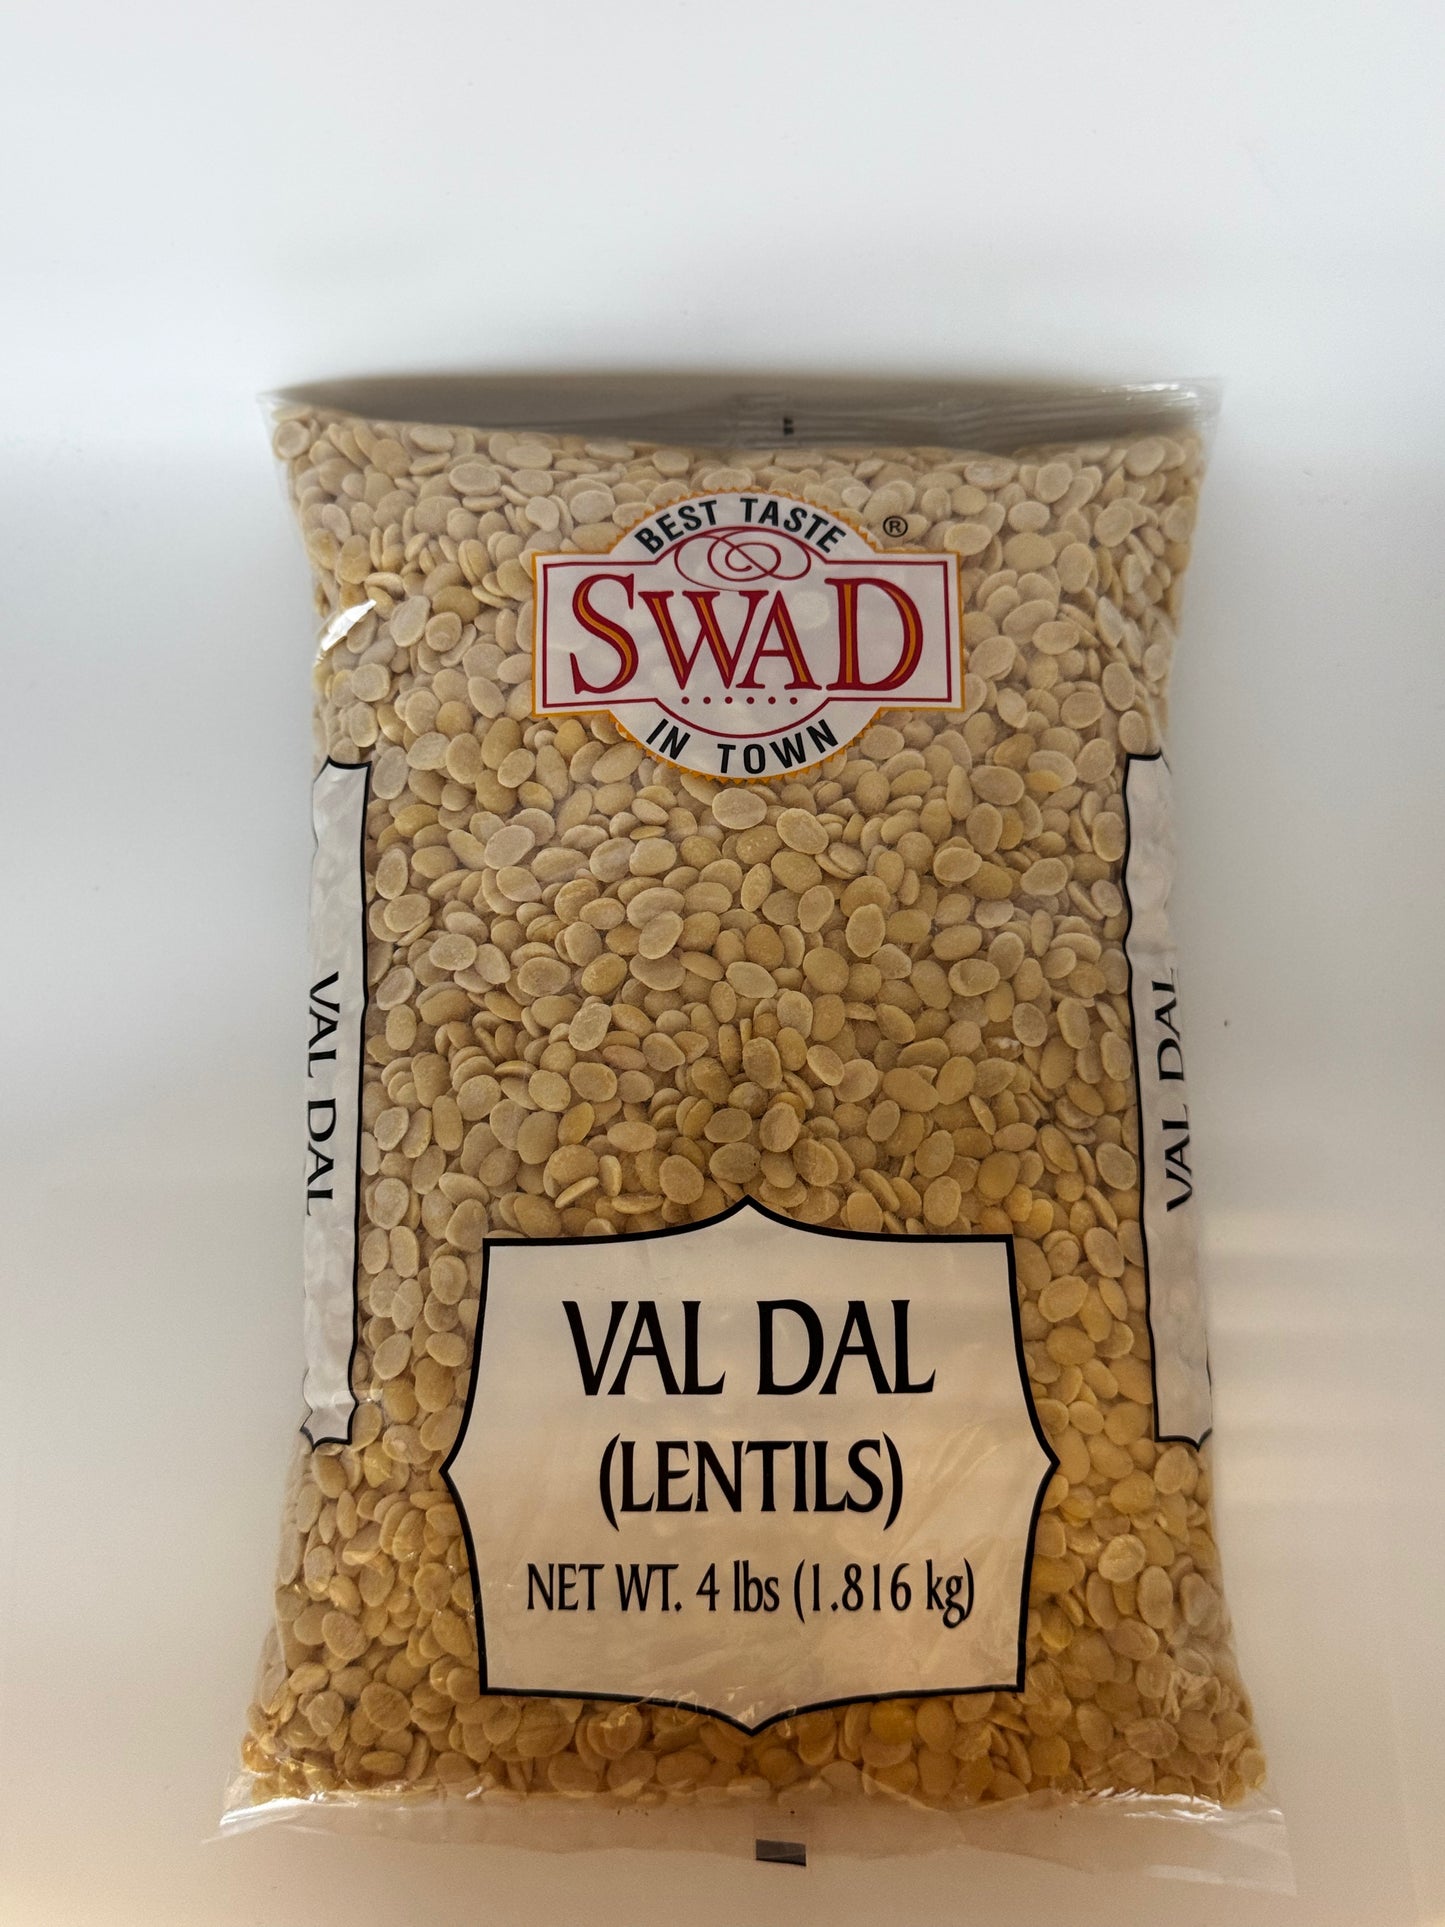 BEST TASTE
®
SWAD
IN TOWN
VAL DAL
VAL DAL
VAL DAL
(LENTILS)
NET WT. 4 lbs (1.816 kg)